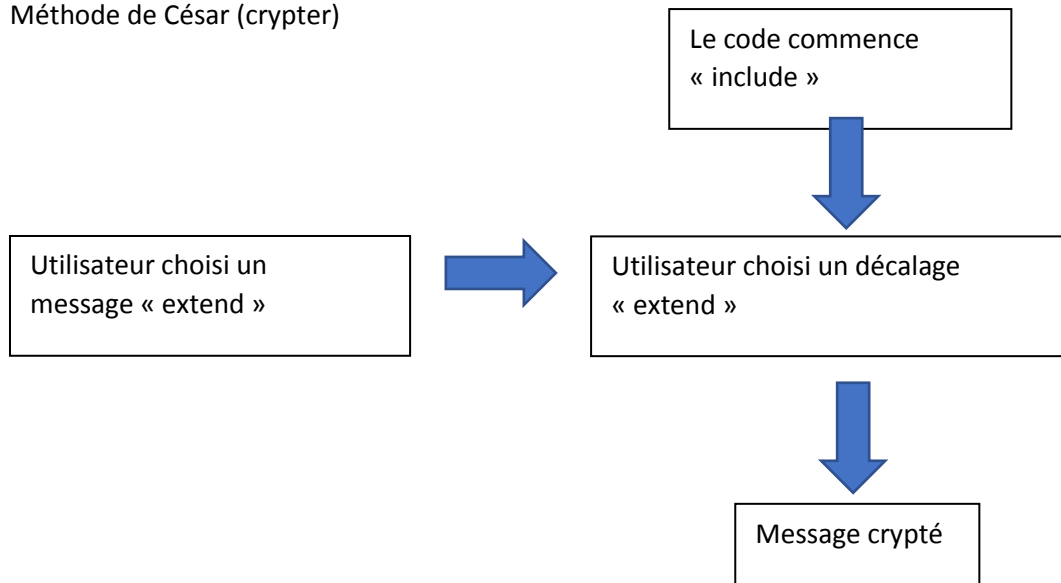 Méthode de César (crypter)
Le code commence
« include »
Utilisateur choisi un
message « extend »
Utilisateur choisi un décalage
« extend »
Message crypté